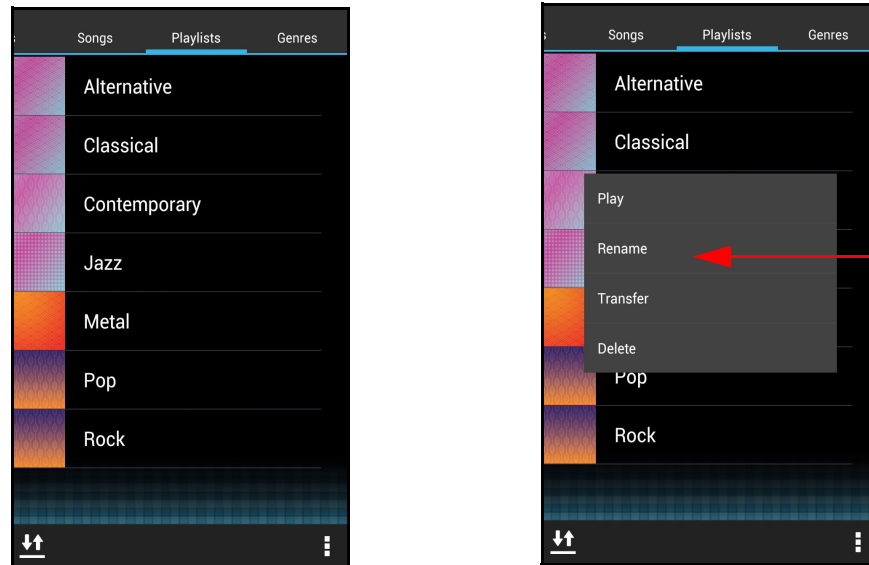 s Songs Playlists Genres
Alternative
Classical
Contemporary
Jazz
Metal
Pop
Rock
s Songs Playlists Genres
Alternative
Classical
Play
Rename
Transfer
Delete
Pop
Rock